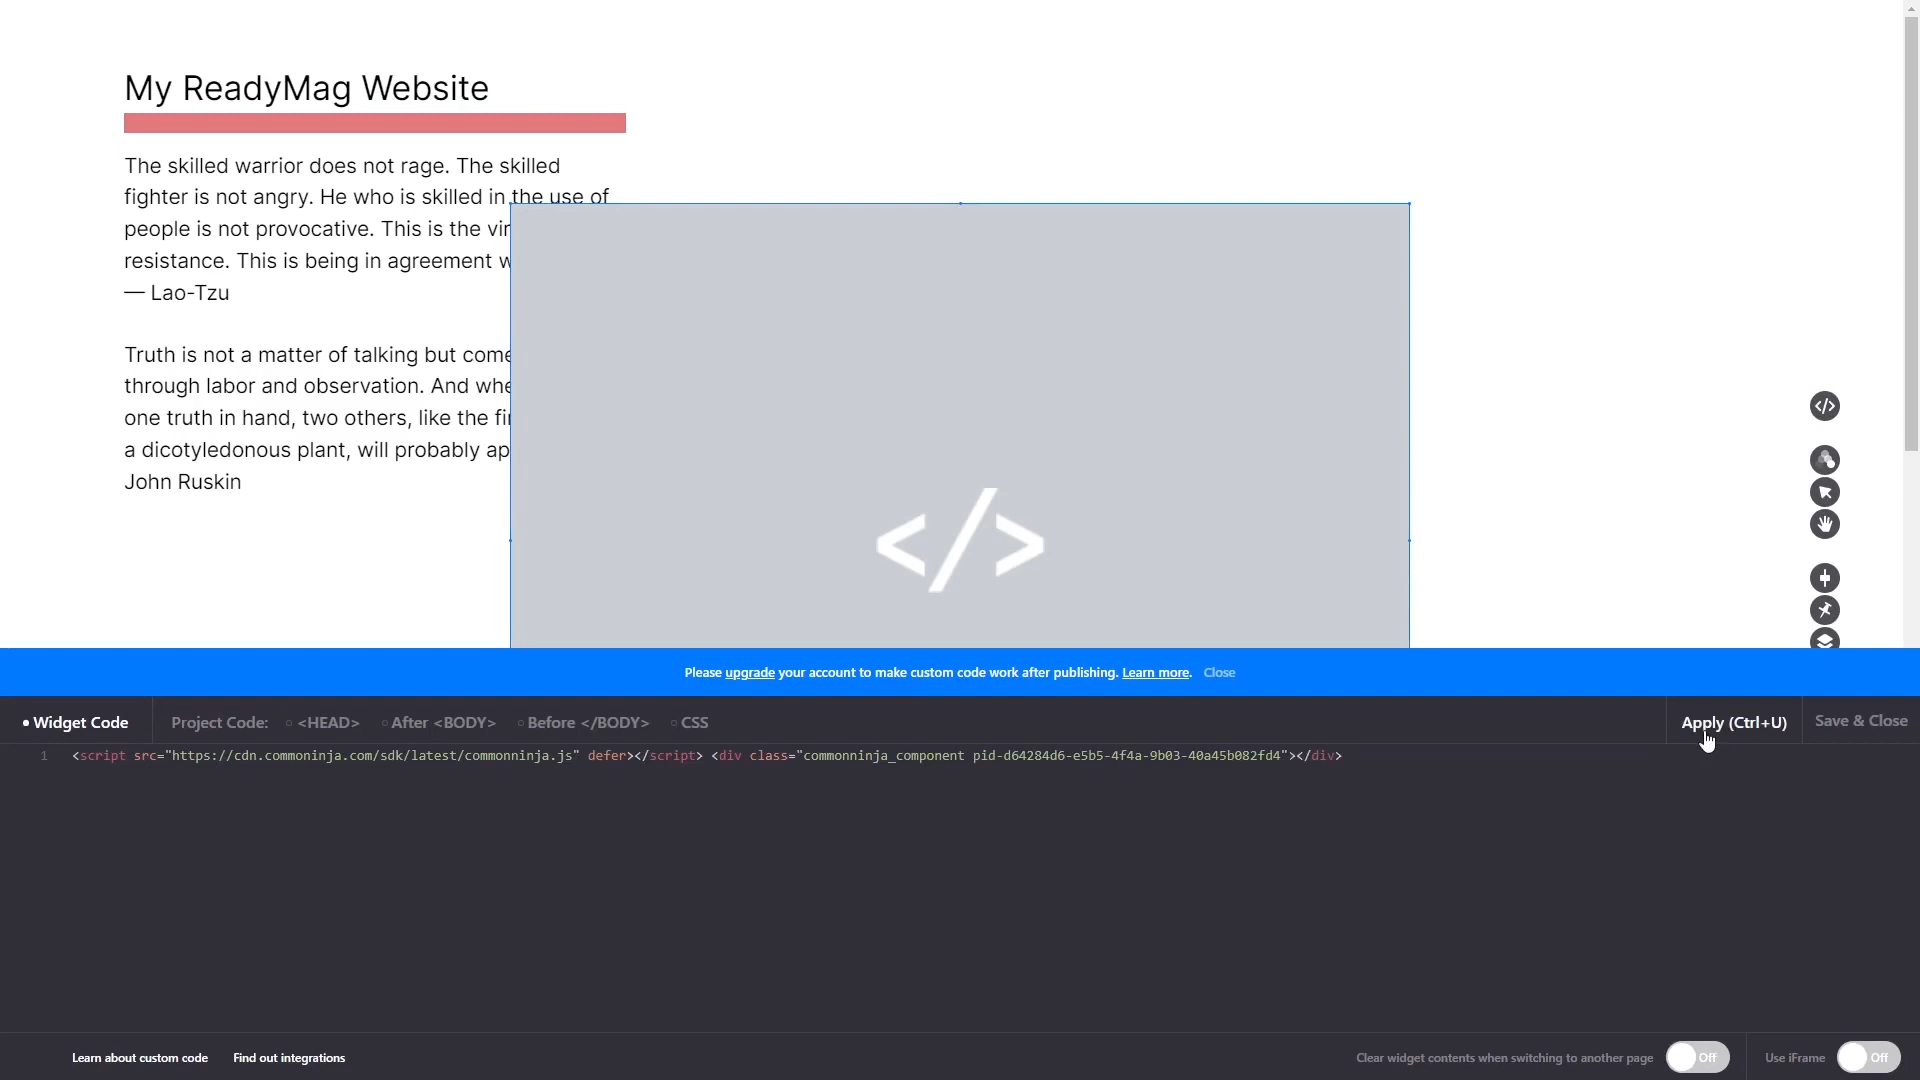 My ReadyMag Website
The skilled warrior does not rage. The skilled
fighter is not angry. He who is skilled in the use of
people is not provocative. This is the
resistance. This is being in agreement
— Lao-Tzu
Truth is not a matter of talking but come
through labor and observation. And whe
one truth in hand, two others, like the
a dicotyledonous plant, will probably ap
John Ruskin
</>
Please upgrade your account to make custom code work after publishing. Learn more. Close
Widget Code Project Code: <HEAD> After <BODY> Before </BODY> CSS Apply (Ctrl+U) Save & Close
1 <script src="https://cdn.commoninja.com/sdk/latest/commonninja.js" defer></script> <div class="commonninja_component pid-d64284d6-e5b5-4f4a-9b03-40a45b082fd4"></div>
Learn about custom code Find out integrations Clear widget contents when switching to another page Off Use iFrame Off